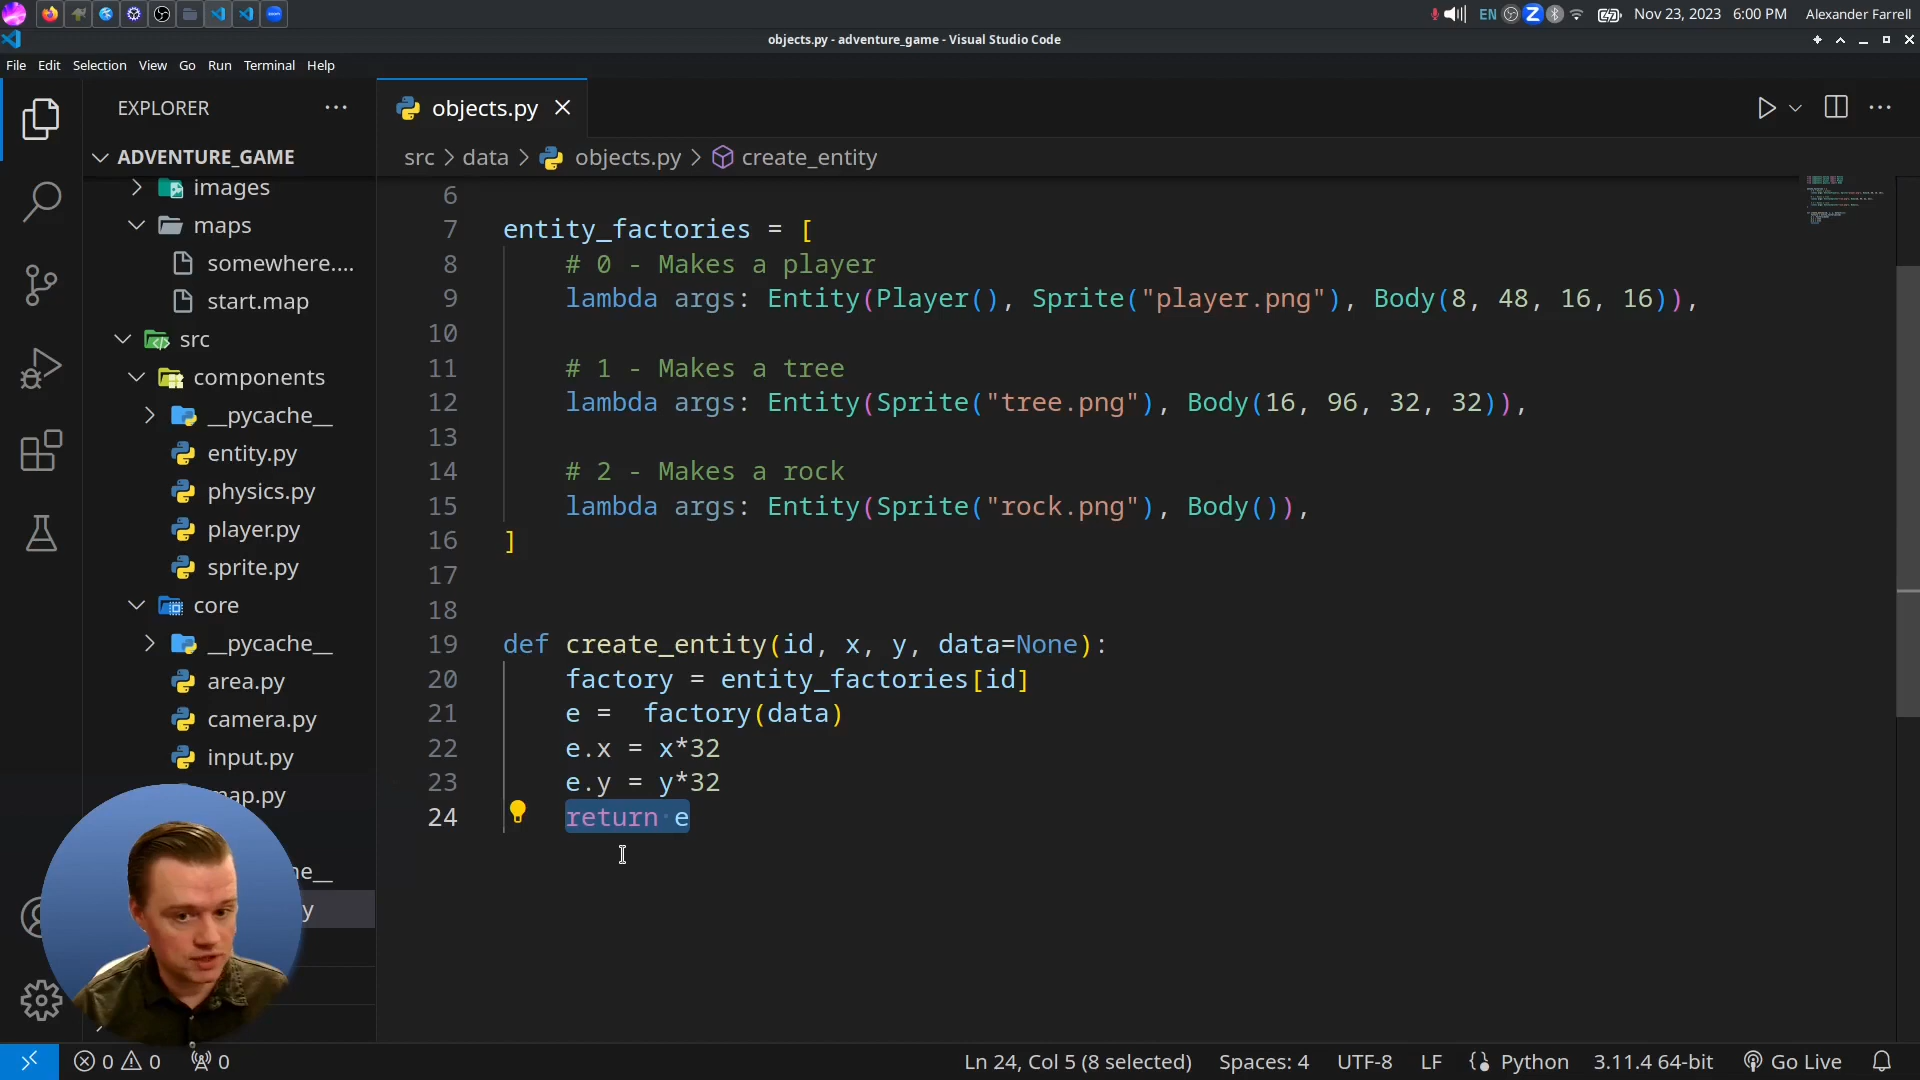 EN
Nov 23, 2023 6:00 PM Alexander Farrell
objects.py - adventure_game - Visual Studio Code
File Edit Selection View Go Run Terminal Help
EXPLORER
objects.py
ADVENTURE_GAME
src > data > objects.py > create_entity
images
maps
somewhere....
start.map
src
components
__pycache__
entity.py
physics.py
player.py
sprite.py
core
__pycache__
area.py
camera.py
input.py
6
7 entity_factories = [
8 # 0 - Makes a player
9 lambda args: Entity(Player(), Sprite("player.png"), Body(8, 48, 16, 16)),
10
11 # 1 - Makes a tree
12 lambda args: Entity(Sprite("tree.png"), Body(16, 96, 32, 32)),
13
14 # 2 - Makes a rock
15 lambda args: Entity(Sprite("rock.png"), Body()),
16 ]
17
18
19 def create_entity(id, x, y, data=None):
20 factory = entity_factories[id]
21 e =  factory(data)
22 e.x = x*32
23 e.y = y*32
24 return e
0 0 0
Ln 24, Col 5 (8 selected) Spaces: 4 UTF-8 LF Python 3.11.4 64-bit Go Live